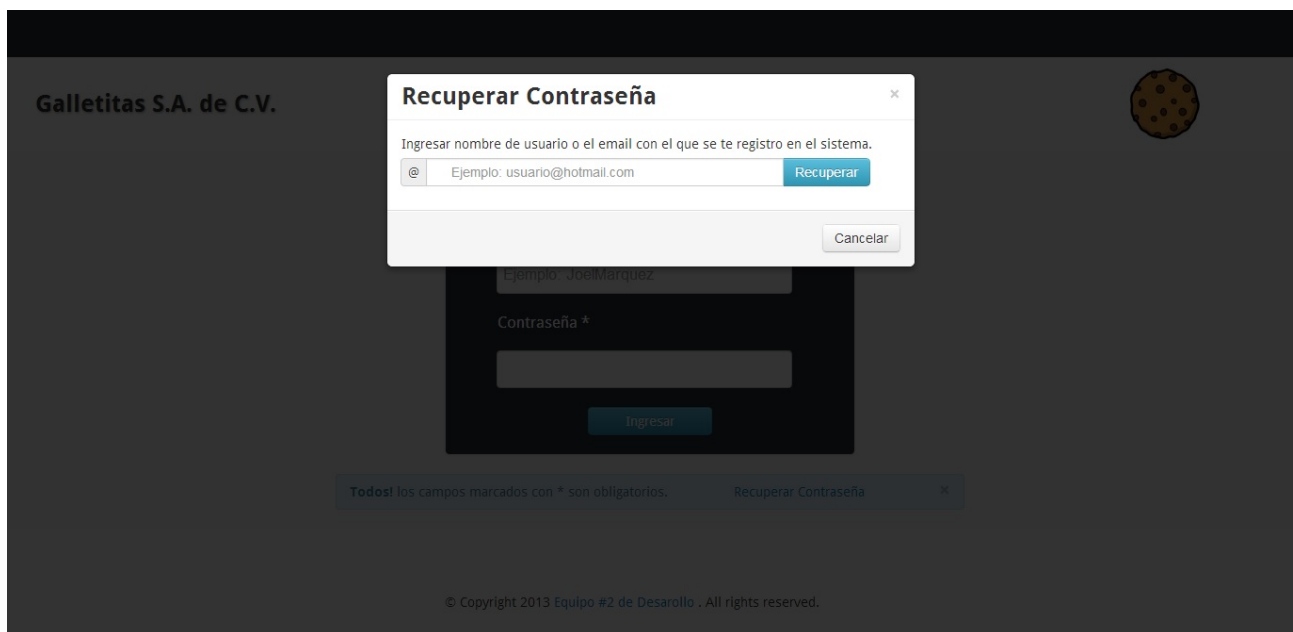 Galletitas S.A. de C.V.
Recuperar Contraseña
×
Ingresar nombre de usuario o el email con el que se te registro en el sistema.
@
Ejemplo: usuario@hotmail.com
Recuperar
Cancelar
Ejemplo: JoelMarquez
Contraseña *
Ingresar
Todos! los campos marcados con * son obligatorios.
Recuperar Contraseña
×
© Copyright 2013 Equipo #2 de Desarollo . All rights reserved.